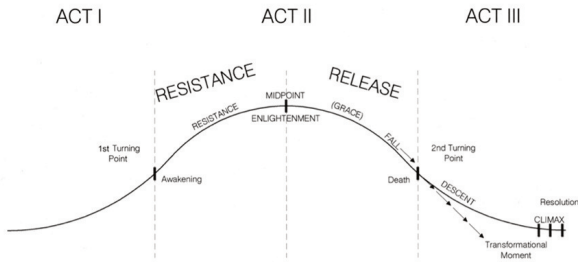 ACT I
ACT II
ACT III
RESISTANCE
RELEASE
MIDPOINT
RESISTANCE
(GRACE)
ENLIGHTENMENT
FALL
1st Turning
Point
2nd Turning
Point
Awakening
Death
DESCENT
Resolution
CLIMAX
Transformational
Moment